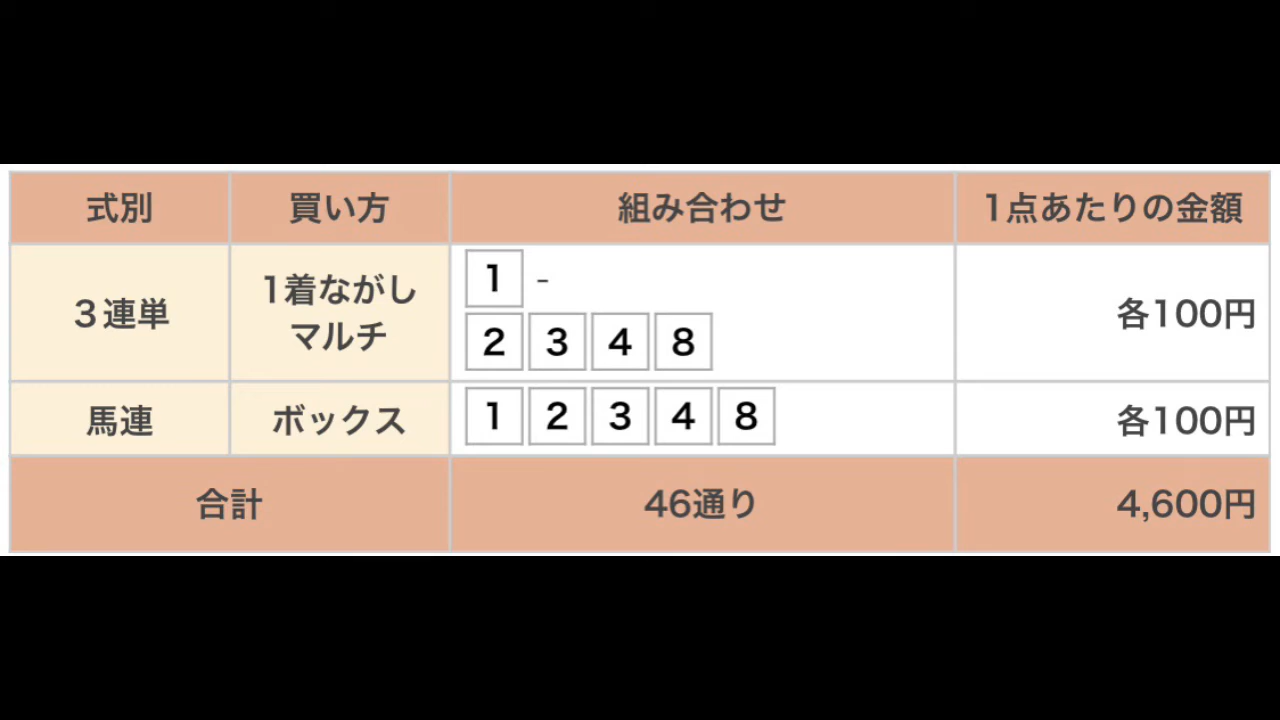 式別 買い方 組み合わせ 1点あたりの金額
３連単 1着ながし マルチ 1 - 各100円
2 3 4 8
馬連 ボックス 1 2 3 4 8 各100円
合計 46通り 4,600円